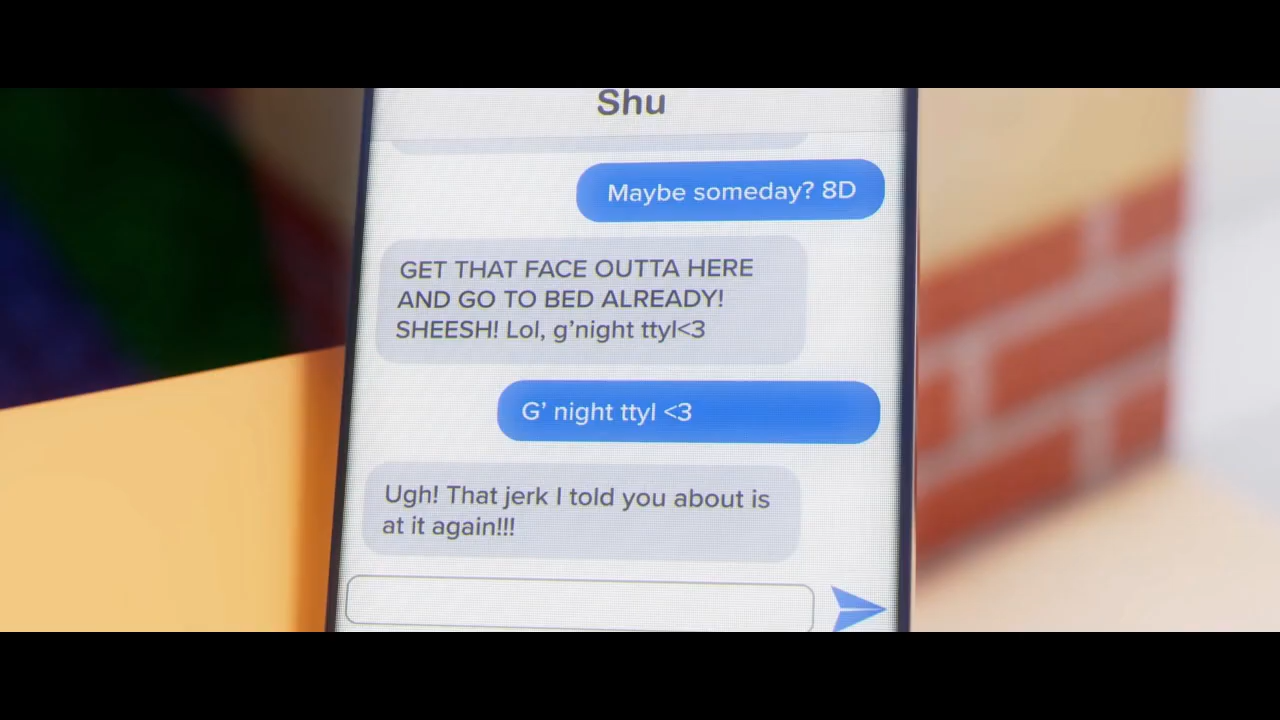 Shu
Maybe someday? 8D
GET THAT FACE OUTTA HERE
AND GO TO BED ALREADY!
SHEESH! Lol, g'night ttyl<3
G' night ttyl <3
Ugh! That jerk I told you about is
at it again!!!